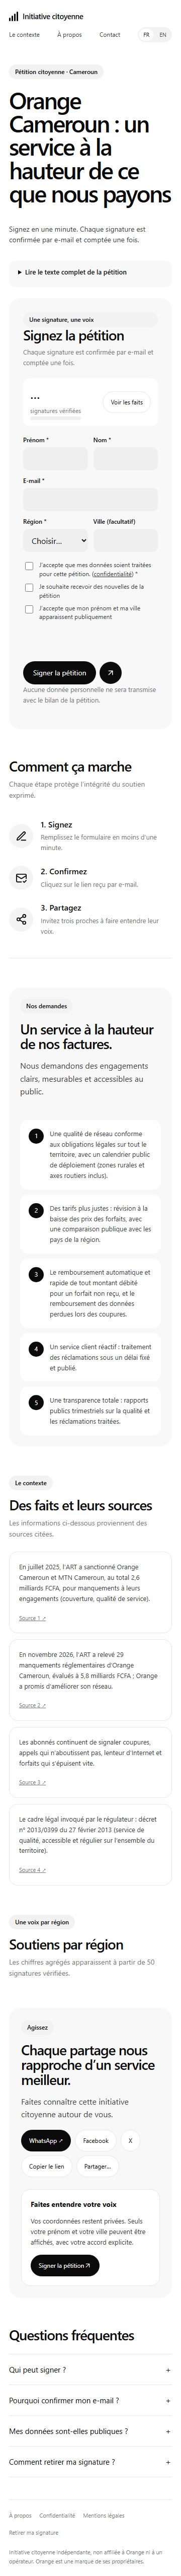 Initiative citoyenne
Le contexte
À propos
Contact
FR
EN
Pétition citoyenne · Cameroun
Orange
Cameroun : un
service à la
hauteur de ce
que nous payons
Signez en une minute. Chaque signature est
confirmée par e-mail et comptée une fois.
Lire le texte complet de la pétition
Une signature, une voix
Signez la pétition
Chaque signature est confirmée par e-mail et
comptée une fois.
...
signatures vérifiées
Voir les faits
Prénom *
Nom *
E-mail *
Région *
Ville (facultatif)
Choisir...
J'accepte que mes données soient traitées
pour cette pétition. (confidentialité) *
Je souhaite recevoir des nouvelles de la
pétition
J'accepte que mon prénom et ma ville
apparaissent publiquement
Signer la pétition
Aucune donnée personnelle ne sera transmise
avec le bilan de la pétition.
Comment ça marche
Chaque étape protège l'intégrité du soutien
exprimé.
1. Signez
Remplissez le formulaire en moins d'une
minute.
2. Confirmez
Cliquez sur le lien reçu par e-mail.
3. Partagez
Invitez trois proches à faire entendre leur
voix.
Nos demandes
Un service à la hauteur
de nos factures.
Nous demandons des engagements
clairs, mesurables et accessibles au
public.
1
Une qualité de réseau conforme
aux obligations légales sur tout le
territoire, avec un calendrier public
de déploiement (zones rurales et
axes routiers inclus).
2
Des tarifs plus justes : révision à la
baisse des prix des forfaits, avec
une comparaison publique avec les
pays de la région.
3
Le remboursement automatique et
rapide de tout montant débité
pour un forfait non reçu, et le
remboursement des données
perdues lors des coupures.
4
Un service client réactif : traitement
des réclamations sous un délai fixé
et publié.
5
Une transparence totale : rapports
publics trimestriels sur la qualité et
les réclamations traitées.
Le contexte
Des faits et leurs sources
Les informations ci-dessous proviennent des
sources citées.
En juillet 2025, l'ART a sanctionné Orange
Cameroun et MTN Cameroun, au total 2,6
milliards FCFA, pour manquements à leurs
engagements (couverture, qualité de service).
Source 1 ↗
En novembre 2026, l'ART a relevé 29
manquements réglementaires d'Orange
Cameroun, évalués à 5,8 milliards FCFA ; Orange
a promis d'améliorer son réseau.
Source 2 ↗
Les abonnés continuent de signaler coupures,
appels qui n'aboutissent pas, lenteur d'Internet et
forfaits qui s'épuisent vite.
Source 3 ↗
Le cadre légal invoqué par le régulateur : décret
n° 2013/0399 du 27 février 2013 (service de
qualité, accessible et régulier sur l'ensemble du
territoire).
Source 4 ↗
Une voix par région
Soutiens par région
Les chiffres agrégés apparaissent à partir de 50
signatures vérifiées.
Agissez
Chaque partage nous
rapproche d'un service
meilleur.
Faites connaître cette initiative
citoyenne autour de vous.
WhatsApp ↗
Facebook
X
Copier le lien
Partager...
Faites entendre votre voix
Vos coordonnées restent privées. Seuls
votre prénom et votre ville peuvent être
affichés, avec votre accord explicite.
Signer la pétition ↗
Questions fréquentes
Qui peut signer ?
+
Pourquoi confirmer mon e-mail ?
+
Mes données sont-elles publiques ?
+
Comment retirer ma signature ?
+
À propos
Confidentialité
Mentions légales
Retirer ma signature
Initiative citoyenne indépendante, non affiliée à Orange ni à un
opérateur. Orange est une marque de ses propriétaires.